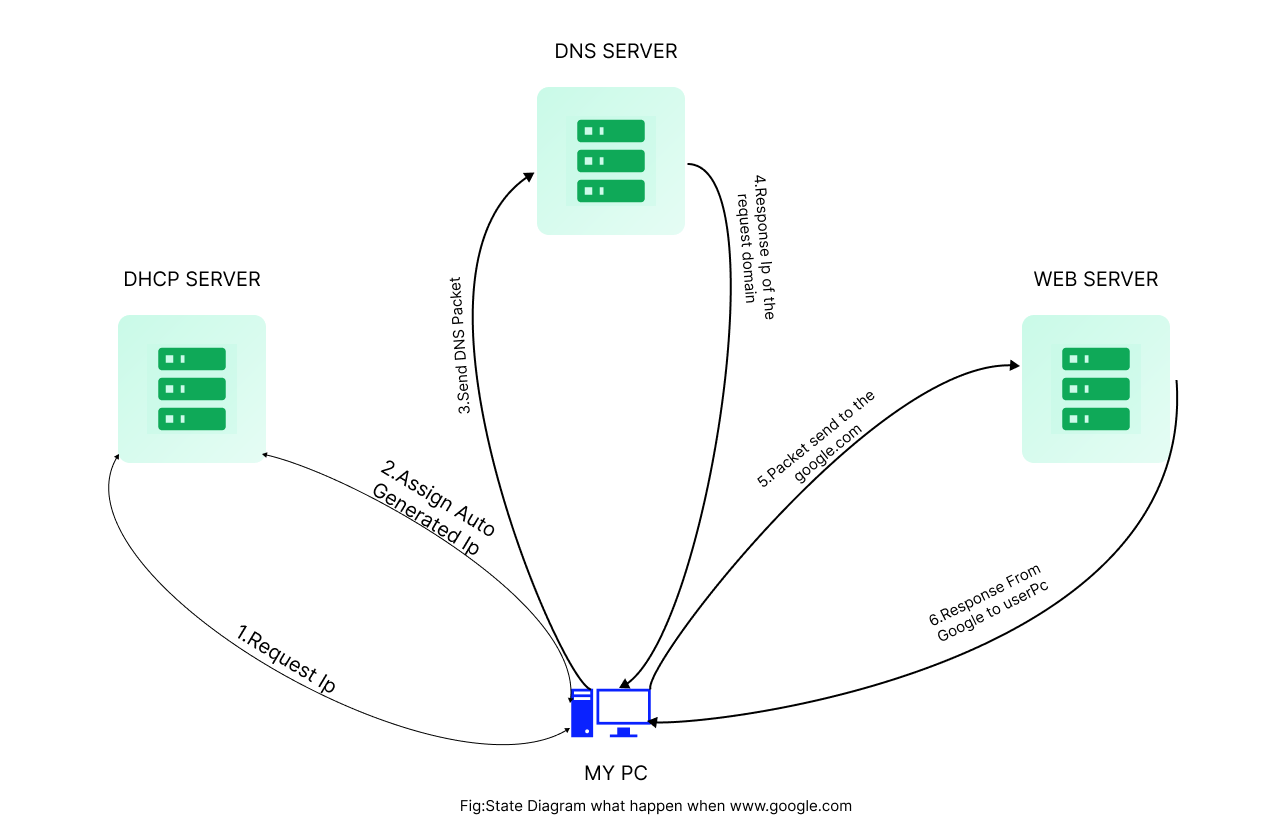 DNS SERVER
DHCP SERVER
WEB SERVER
1.Request Ip
2.Assign Auto
Generated Ip
3.Send DNS Packet
4.Response Ip of the
request domain
5.Packet send to the
google.com
6.Response From
Google to userPc
MY PC
Fig:State Diagram what happen when www.google.com